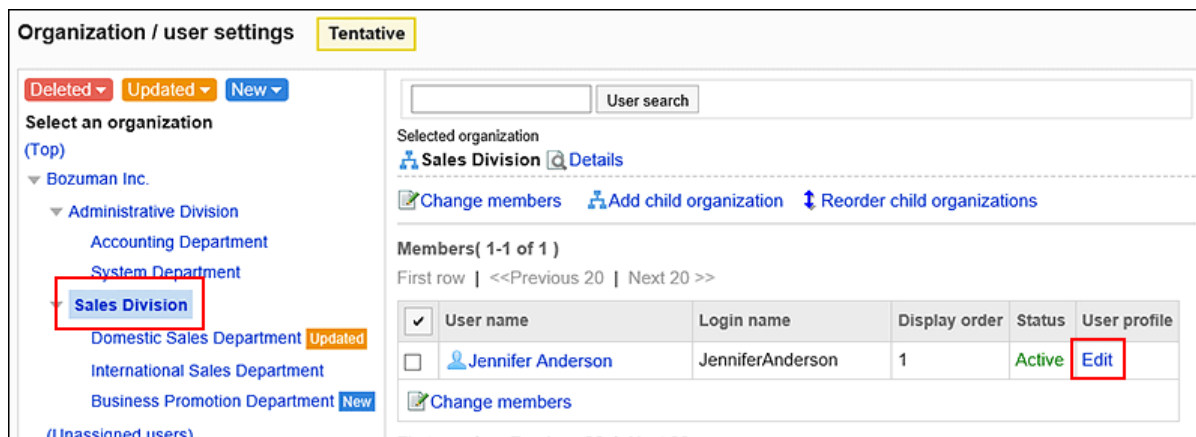 Organization / user settings Tentative
Deleted Updated New
Select an organization
(Top)
Bozuman Inc.
Administrative Division
Accounting Department
System Department
Sales Division
Domestic Sales Department Updated
International Sales Department
Business Promotion Department New
(Unassigned users)
User search
Selected organization
Sales Division Details
Change members Add child organization Reorder child organizations
Members( 1-1 of 1 )
First row | <<Previous 20 | Next 20 >>
User name Login name Display order Status User profile
Jennifer Anderson JenniferAnderson 1 Active Edit
Change members